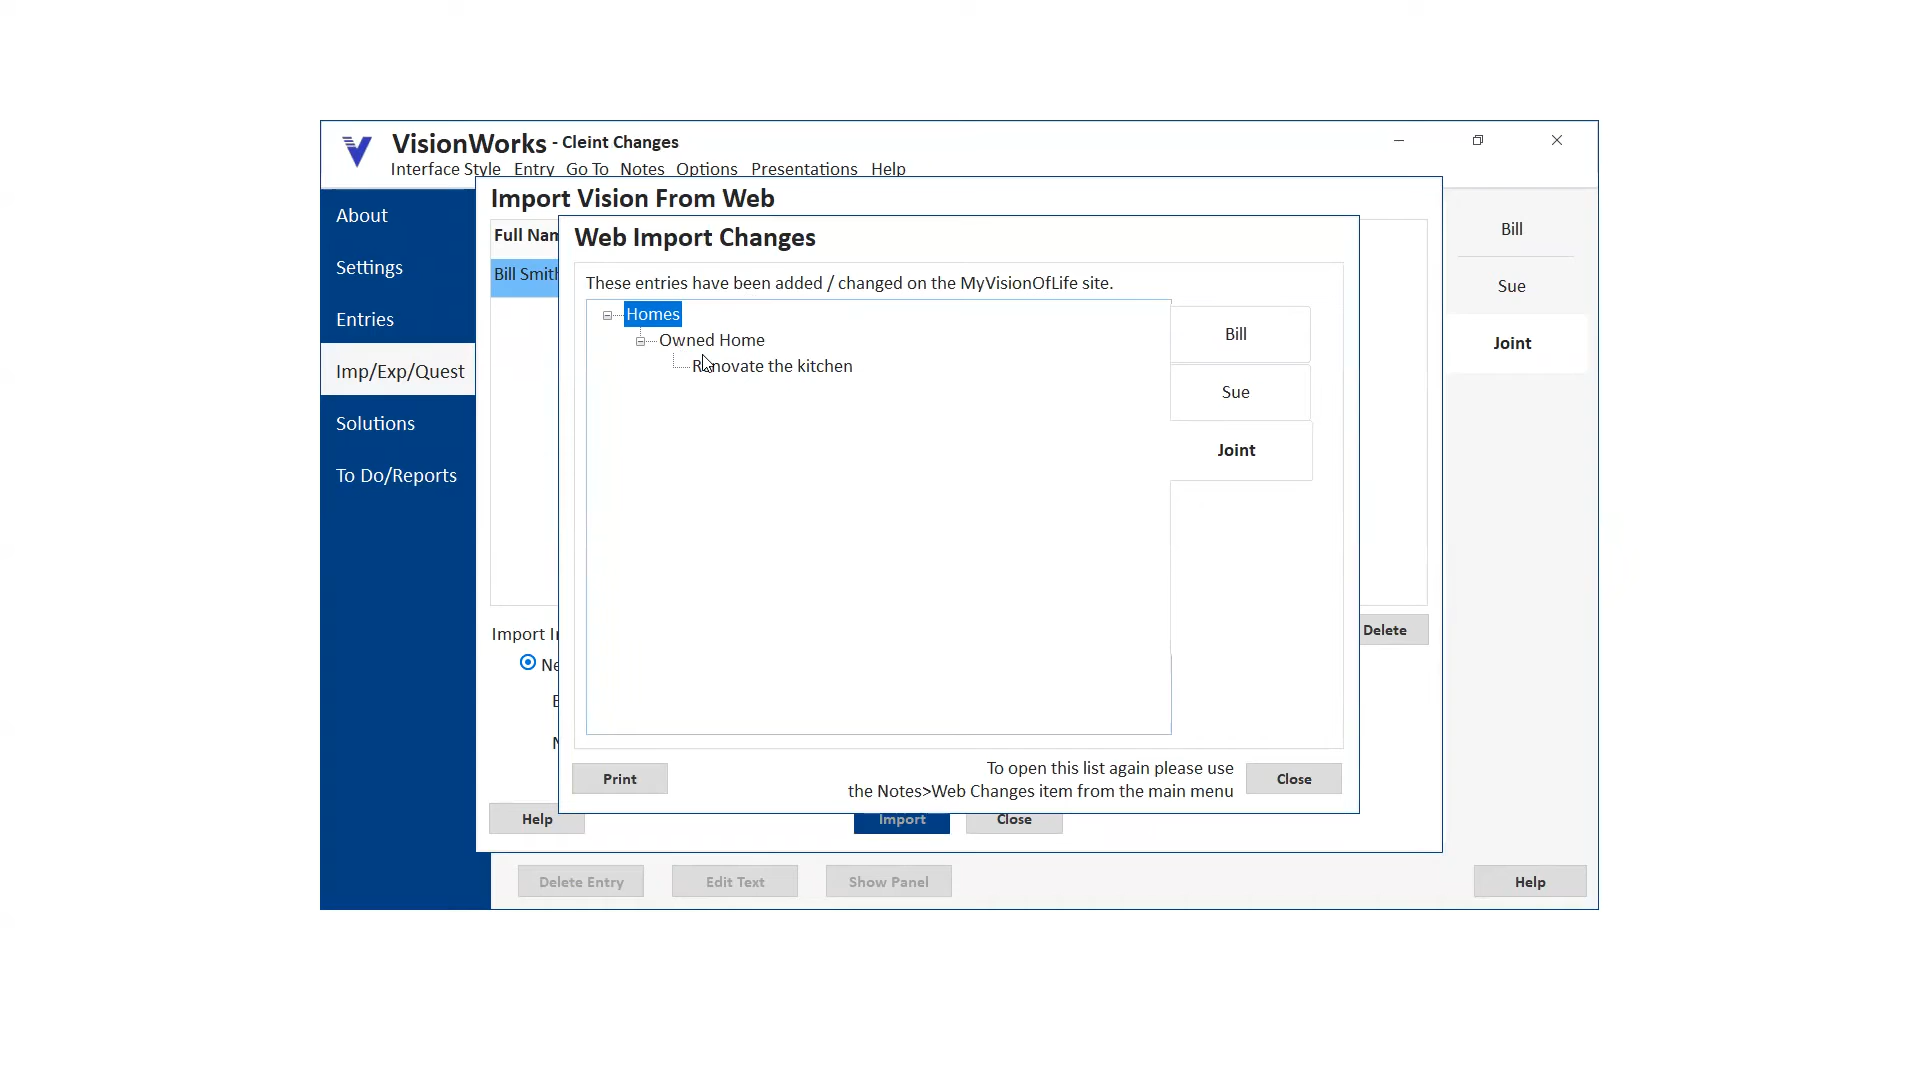 VisionWorks - Cleint Changes
Interface Style Entry Go To Notes Options Presentations Help
About
Settings
Entries
Imp/Exp/Quest
Solutions
To Do/Reports
Import Vision From Web
Full Nam
Bill Smith
Import I
Ne
Web Import Changes
These entries have been added / changed on the MyVisionOfLife site.
Homes
Owned Home
Renovate the kitchen
Bill
Sue
Joint
Print
To open this list again please use
the Notes>Web Changes item from the main menu
Close
Delete
Help
Import
Close
Bill
Sue
Joint
Delete Entry
Edit Text
Show Panel
Help